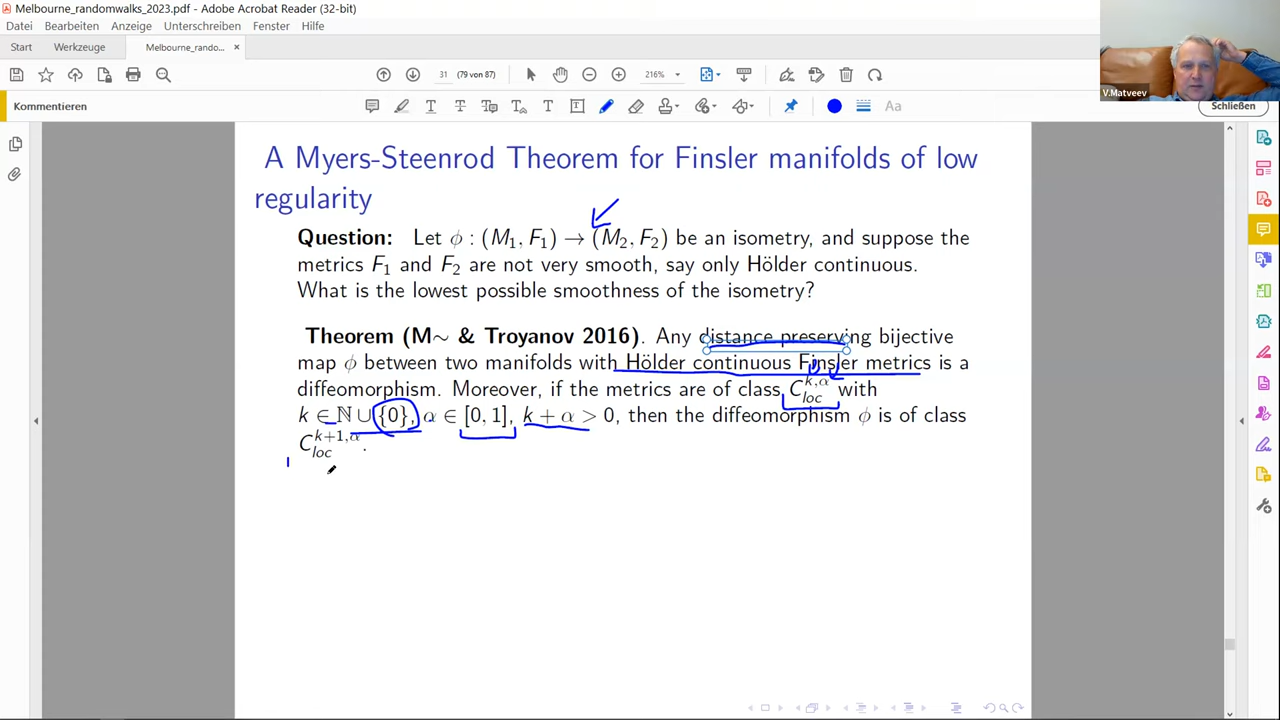 Melbourne_randomwalks_2023.pdf - Adobe Acrobat Reader (32-bit)
Datei Bearbeiten Anzeige Unterschreiben Fenster Hilfe
Start Werkzeuge Melbourne_rando... ×
31 (79 von 87) 216%
Kommentieren
Aa
Schließen
V.Matveev
A Myers-Steenrod Theorem for Finsler manifolds of low
regularity
Question: Let ϕ : (M₁, F₁) → (M₂, F₂) be an isometry, and suppose the
metrics F₁ and F₂ are not very smooth, say only Hölder continuous.
What is the lowest possible smoothness of the isometry?
Theorem (M∼ & Troyanov 2016). Any distance preserving bijective
map ϕ between two manifolds with Hölder continuous Finsler metrics is a
diffeomorphism. Moreover, if the metrics are of class C_{loc}^{k,α} with
k ∈ ℕ ∪ {0}, α ∈ [0, 1], k + α > 0, then the diffeomorphism ϕ is of class
C_{loc}^{k+1,α}.